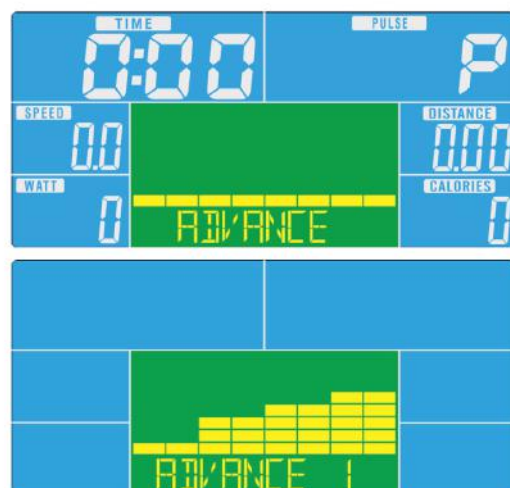 TIME PULSE
0:00 P
SPEED DISTANCE
0.0 0.00
WATT CALORIES
0 0
ADVANCE
ADVANCE 1